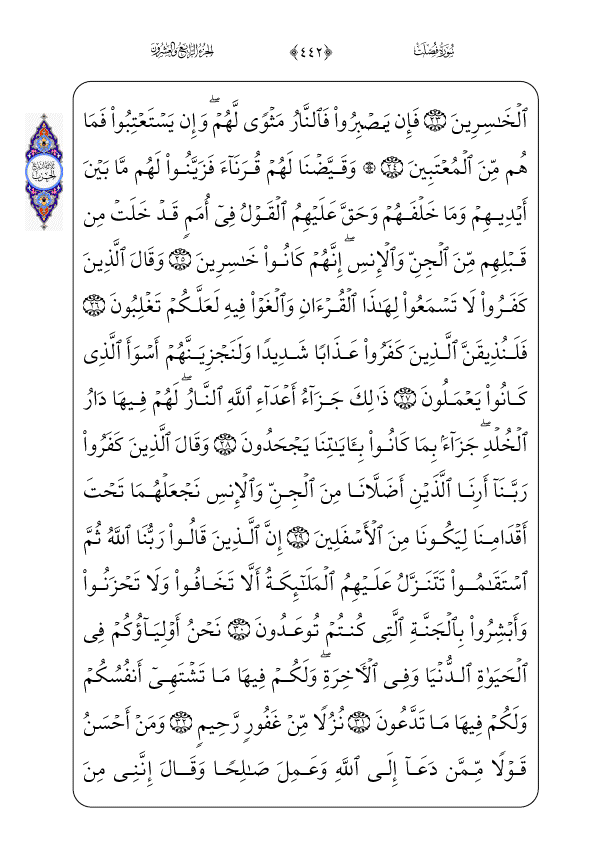 سُورَةُ فُصِّلَتْ ﴿٤٤٢﴾ الجُزْءُ الرَّابِعُ وَالعِشْرُون
ٱلْخَٰسِرِينَ ٢٣ فَإِن يَصْبِرُوا۟ فَٱلنَّارُ مَثْوًى لَّهُمْ ۖ وَإِن يَسْتَعْتِبُوا۟ فَمَا
هُم مِّنَ ٱلْمُعْتَبِينَ ٢٤ ۞ وَقَيَّضْنَا لَهُمْ قُرَنَآءَ فَزَيَّنُوا۟ لَهُم مَّا بَيْنَ
أَيْدِيهِمْ وَمَا خَلْفَهُمْ وَحَقَّ عَلَيْهِمُ ٱلْقَوْلُ فِىٓ أُمَمٍ قَدْ خَلَتْ مِن
قَبْلِهِم مِّنَ ٱلْجِنِّ وَٱلْإِنسِ ۖ إِنَّهُمْ كَانُوا۟ خَٰسِرِينَ ٢٥ وَقَالَ ٱلَّذِينَ
كَفَرُوا۟ لَا تَسْمَعُوا۟ لِهَٰذَا ٱلْقُرْءَانِ وَٱلْغَوْا۟ فِيهِ لَعَلَّكُمْ تَغْلِبُونَ ٢٦
فَلَنُذِيقَنَّ ٱلَّذِينَ كَفَرُوا۟ عَذَابًا شَدِيدًا وَلَنَجْزِيَنَّهُمْ أَسْوَأَ ٱلَّذِى
كَانُوا۟ يَعْمَلُونَ ٢٧ ذَٰلِكَ جَزَآءُ أَعْدَآءِ ٱللَّهِ ٱلنَّارُ ۖ لَهُمْ فِيهَا دَارُ
ٱلْخُلْدِ ۖ جَزَآءًۢ بِمَا كَانُوا۟ بِـَٔايَٰتِنَا يَجْحَدُونَ ٢٨ وَقَالَ ٱلَّذِينَ كَفَرُوا۟
رَبَّنَآ أَرِنَا ٱلَّذَيْنِ أَضَلَّانَا مِنَ ٱلْجِنِّ وَٱلْإِنسِ نَجْعَلْهُمَا تَحْتَ
أَقْدَامِنَا لِيَكُونَا مِنَ ٱلْأَسْفَلِينَ ٢٩ إِنَّ ٱلَّذِينَ قَالُوا۟ رَبُّنَا ٱللَّهُ ثُمَّ
ٱسْتَقَٰمُوا۟ تَتَنَزَّلُ عَلَيْهِمُ ٱلْمَلَٰٓئِكَةُ أَلَّا تَخَافُوا۟ وَلَا تَحْزَنُوا۟
وَأَبْشِرُوا۟ بِٱلْجَنَّةِ ٱلَّتِى كُنتُمْ تُوعَدُونَ ٣٠ نَحْنُ أَوْلِيَآؤُكُمْ فِى
ٱلْحَيَوٰةِ ٱلدُّنْيَا وَفِى ٱلْءَاخِرَةِ ۖ وَلَكُمْ فِيهَا مَا تَشْتَهِىٓ أَنفُسُكُمْ
وَلَكُمْ فِيهَا مَا تَدَّعُونَ ٣١ نُزُلًا مِّنْ غَفُورٍ رَّحِيمٍ ٣٢ وَمَنْ أَحْسَنُ
قَوْلًا مِّمَّن دَعَآ إِلَى ٱللَّهِ وَعَمِلَ صَٰلِحًا وَقَالَ إِنَّنِى مِنَ